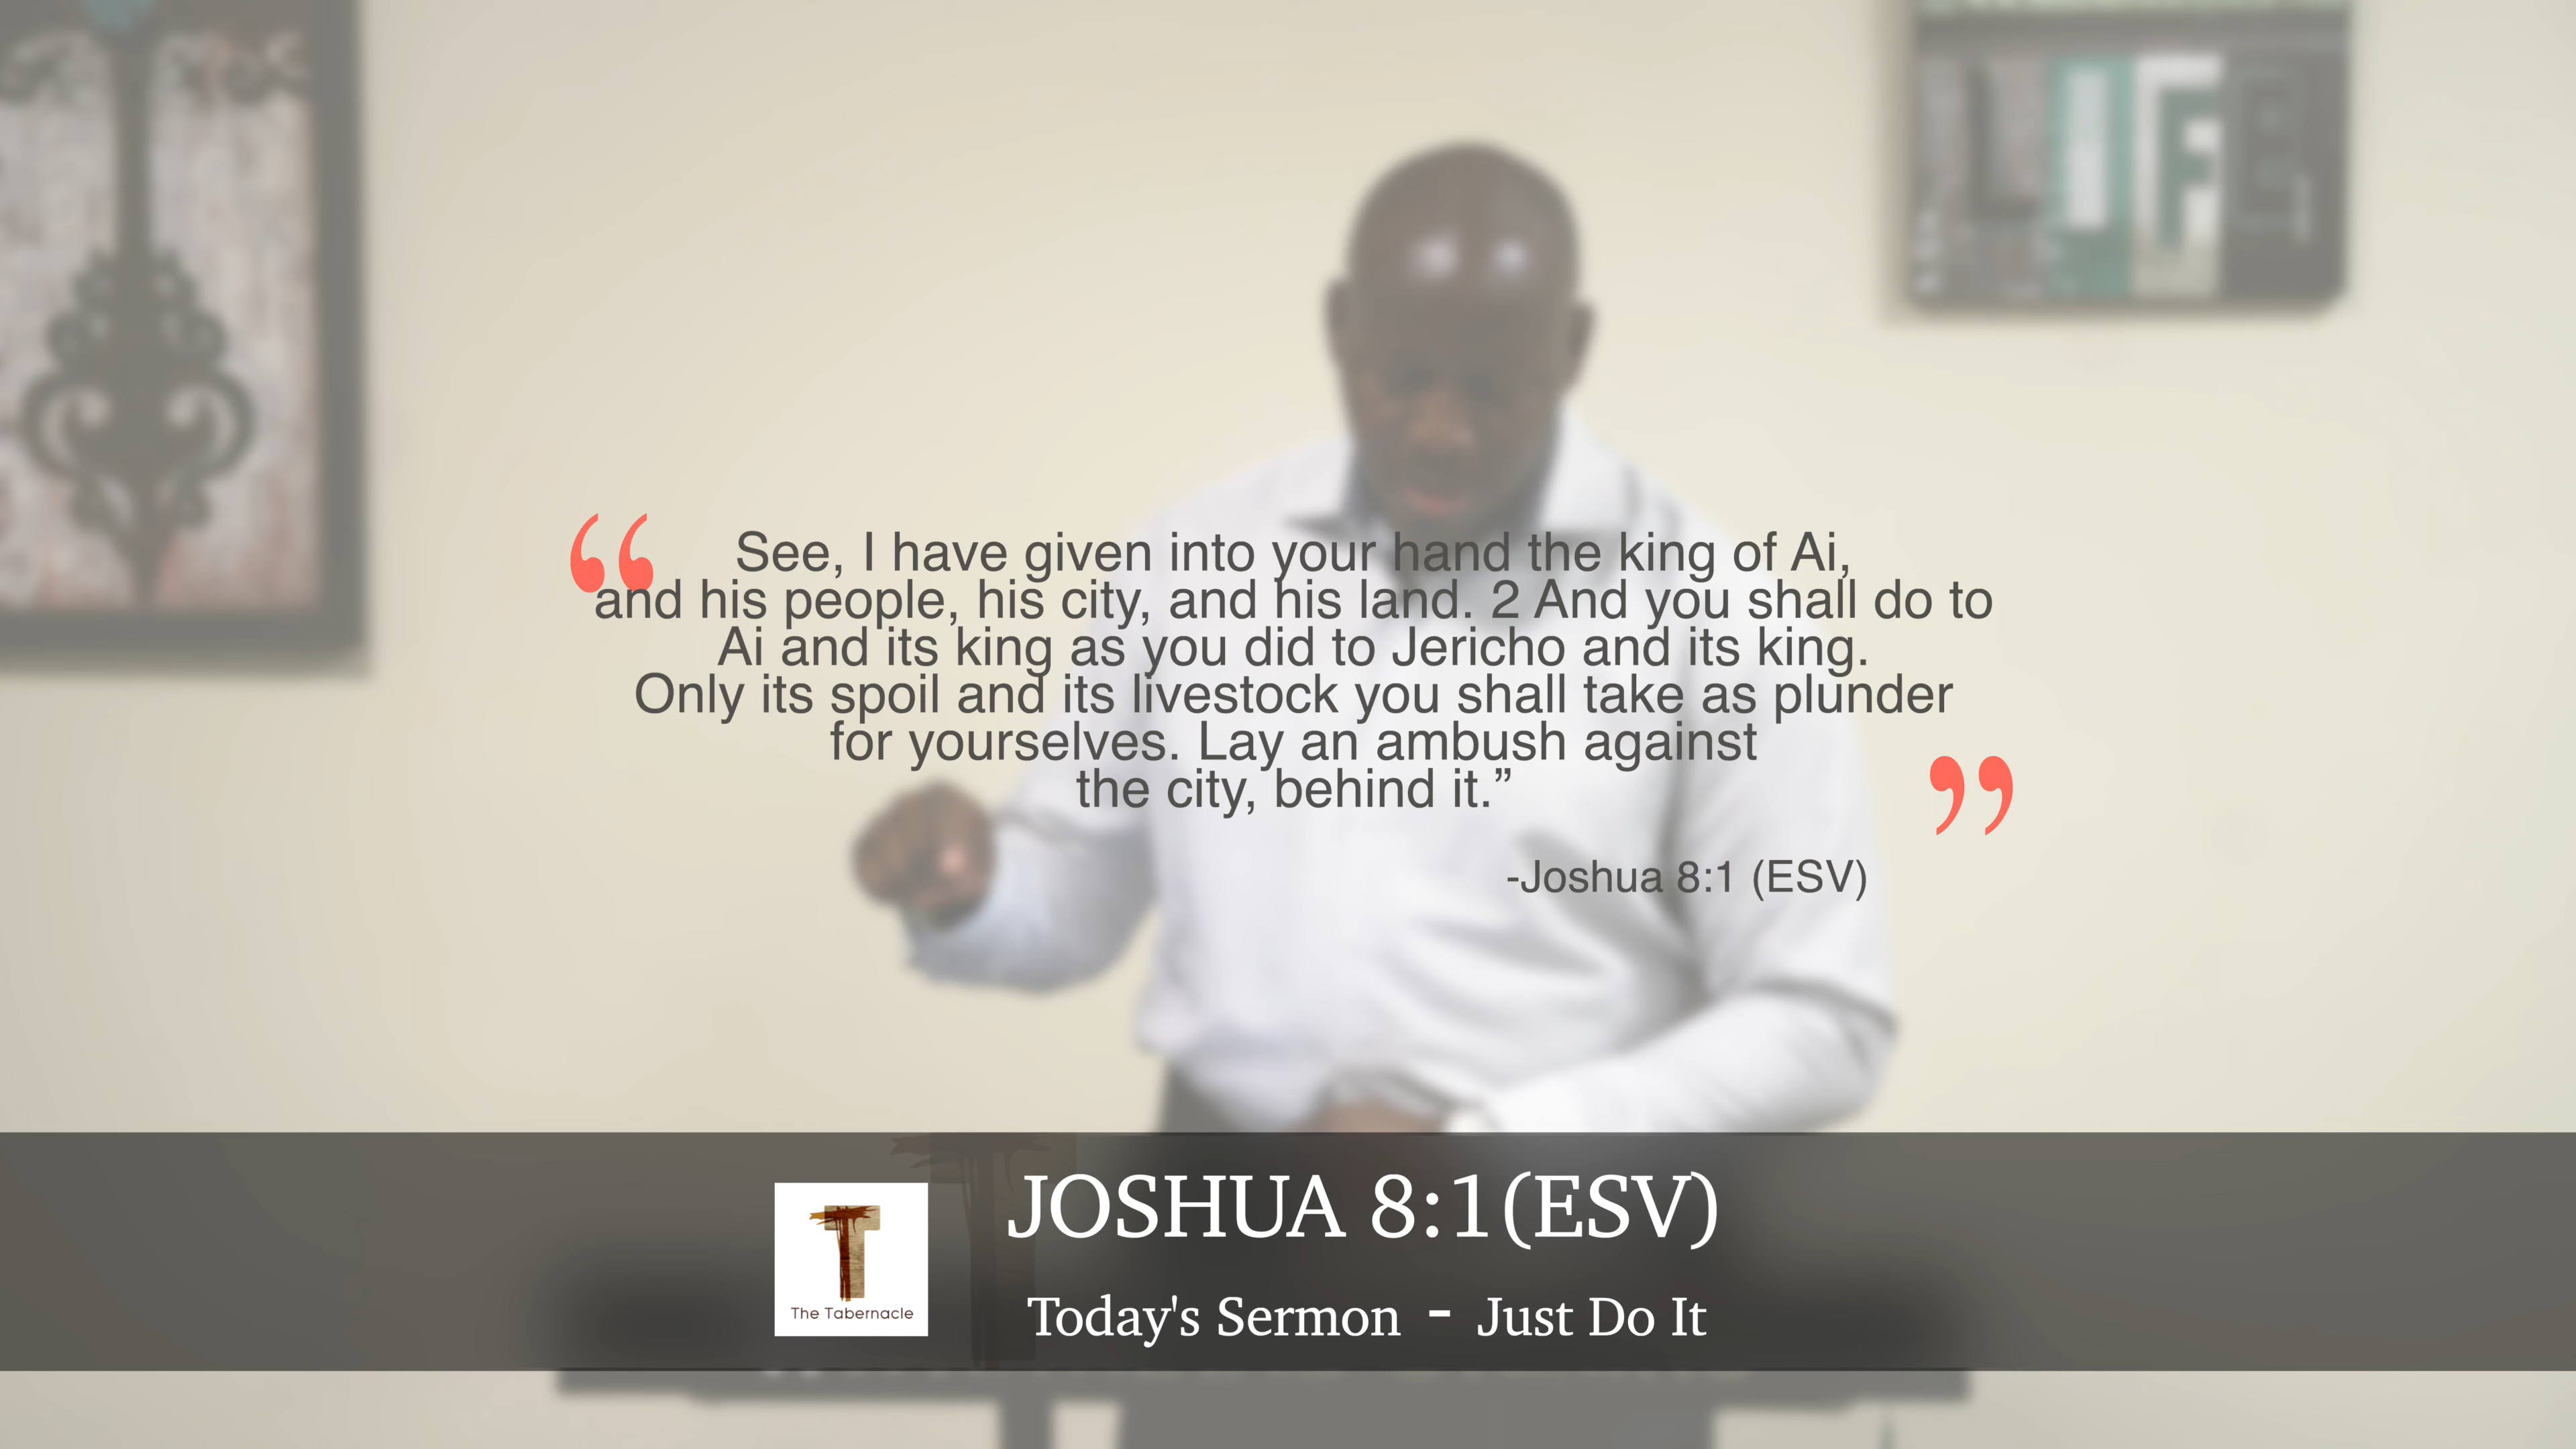 LIFE
See, I have given into your hand the king of Ai,
and his people, his city, and his land. 2 And you shall do to
Ai and its king as you did to Jericho and its king.
Only its spoil and its livestock you shall take as plunder
for yourselves. Lay an ambush against
the city, behind it.”
-Joshua 8:1 (ESV)
JOSHUA 8:1(ESV)
The Tabernacle
Today's Sermon - Just Do It